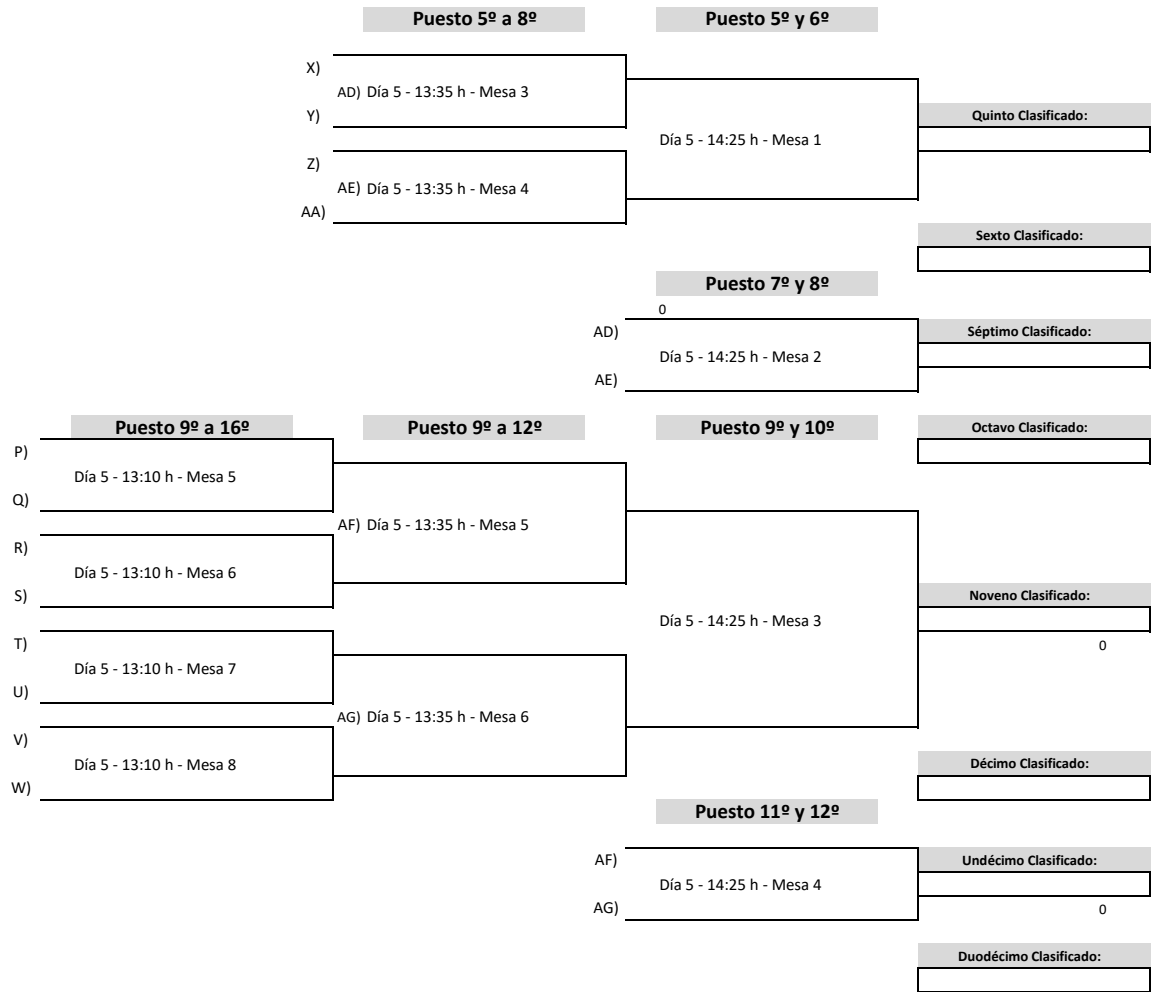 Puesto 5º a 8º Puesto 5º y 6º
X)
AD) Día 5 - 13:35 h - Mesa 3
Y) Quinto Clasificado:
Día 5 - 14:25 h - Mesa 1
Z)
AE) Día 5 - 13:35 h - Mesa 4
AA)
Sexto Clasificado:
Puesto 7º y 8º
0
AD) Séptimo Clasificado:
Día 5 - 14:25 h - Mesa 2
AE)
Puesto 9º a 16º Puesto 9º a 12º Puesto 9º y 10º Octavo Clasificado:
P)
Día 5 - 13:10 h - Mesa 5
Q)
AF) Día 5 - 13:35 h - Mesa 5
R)
Día 5 - 13:10 h - Mesa 6
S) Noveno Clasificado:
Día 5 - 14:25 h - Mesa 3
T) 0
Día 5 - 13:10 h - Mesa 7
U)
AG) Día 5 - 13:35 h - Mesa 6
V)
Día 5 - 13:10 h - Mesa 8 Décimo Clasificado:
W)
Puesto 11º y 12º
AF) Undécimo Clasificado:
Día 5 - 14:25 h - Mesa 4
AG) 0
Duodécimo Clasificado: